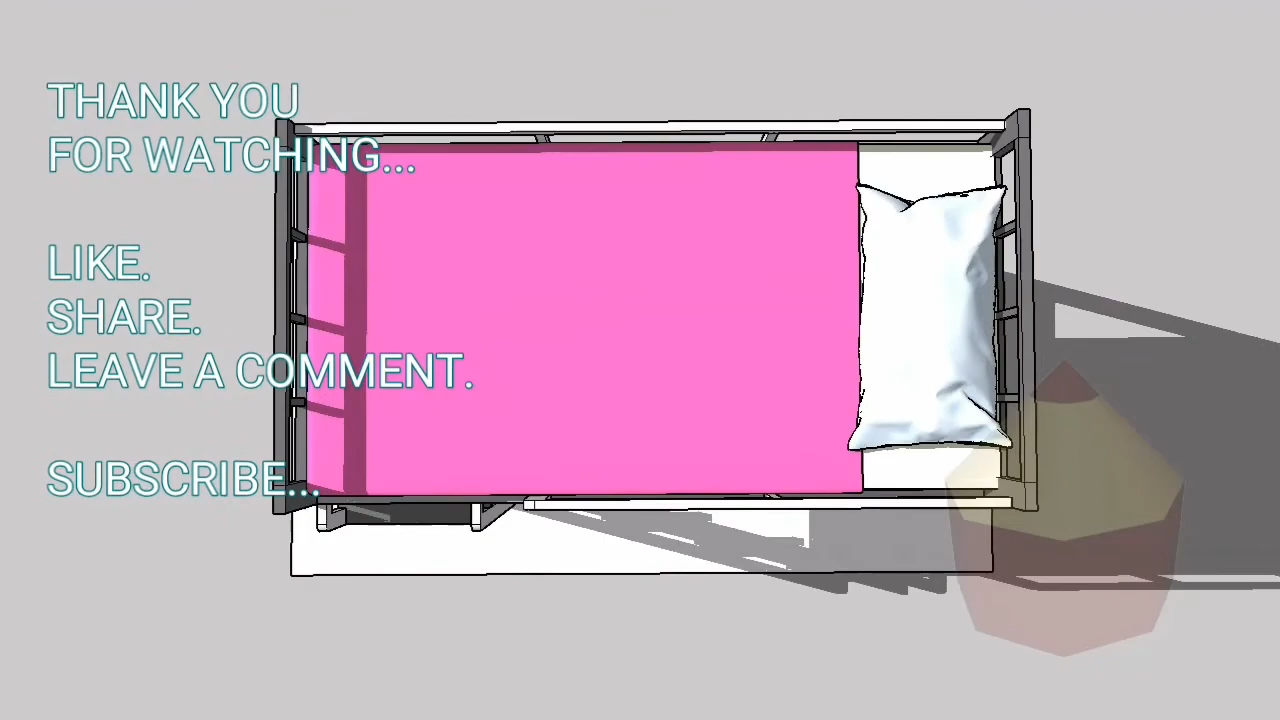 THANK YOU
FOR WATCHING...
LIKE.
SHARE.
LEAVE A COMMENT.
SUBSCRIBE...